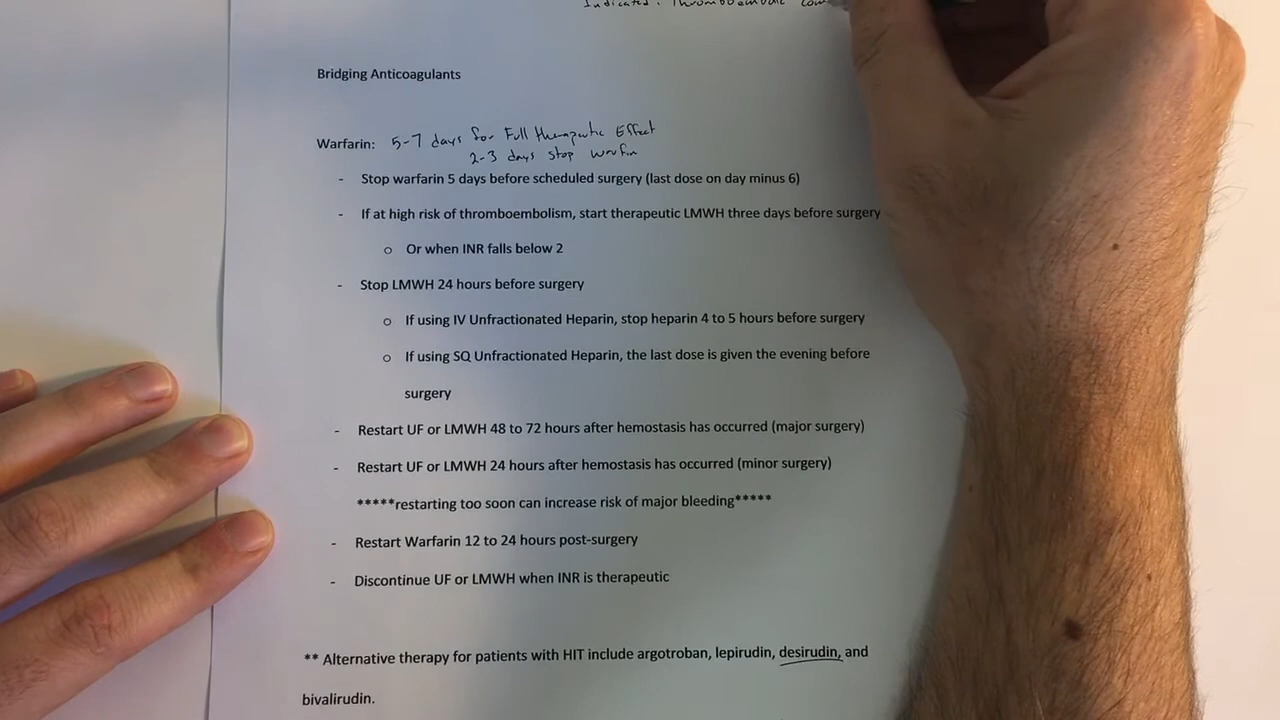 Indicated: Thromboembolic
Bridging Anticoagulants
5-7 days for Full therapeutic Effect
Warfarin:
2-3 days stop
- Stop warfarin 5 days before scheduled surgery (last dose on day minus 6)
- If at high risk of thromboembolism, start therapeutic LMWH three days before surgery
o Or when INR falls below 2
- Stop LMWH 24 hours before surgery
o If using IV Unfractionated Heparin, stop heparin 4 to 5 hours before surgery
o If using SQ Unfractionated Heparin, the last dose is given the evening before
surgery
- Restart UF or LMWH 48 to 72 hours after hemostasis has occurred (major surgery)
- Restart UF or LMWH 24 hours after hemostasis has occurred (minor surgery)
*****restarting too soon can increase risk of major bleeding*****
- Restart Warfarin 12 to 24 hours post-surgery
- Discontinue UF or LMWH when INR is therapeutic
** Alternative therapy for patients with HIT include argotroban, lepirudin, desirudin, and
bivalirudin.